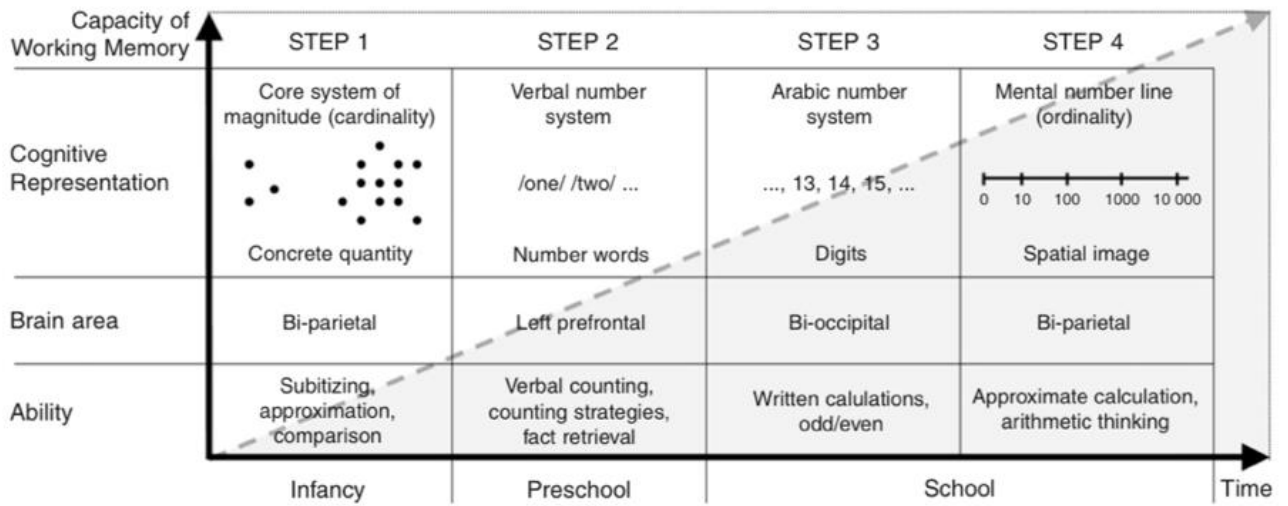 Capacity of
Working Memory
STEP 1
STEP 2
STEP 3
STEP 4
Cognitive
Representation
Core system of
magnitude (cardinality)
Concrete quantity
Verbal number
system
/one/ /two/ ...
Number words
Arabic number
system
..., 13, 14, 15, ...
Digits
Mental number line
(ordinality)
0 10 100 1000 10 000
Spatial image
Brain area
Bi-parietal
Left prefrontal
Bi-occipital
Bi-parietal
Ability
Subitizing,
approximation,
comparison
Verbal counting,
counting strategies,
fact retrieval
Written calulations,
odd/even
Approximate calculation,
arithmetic thinking
Infancy
Preschool
School
Time